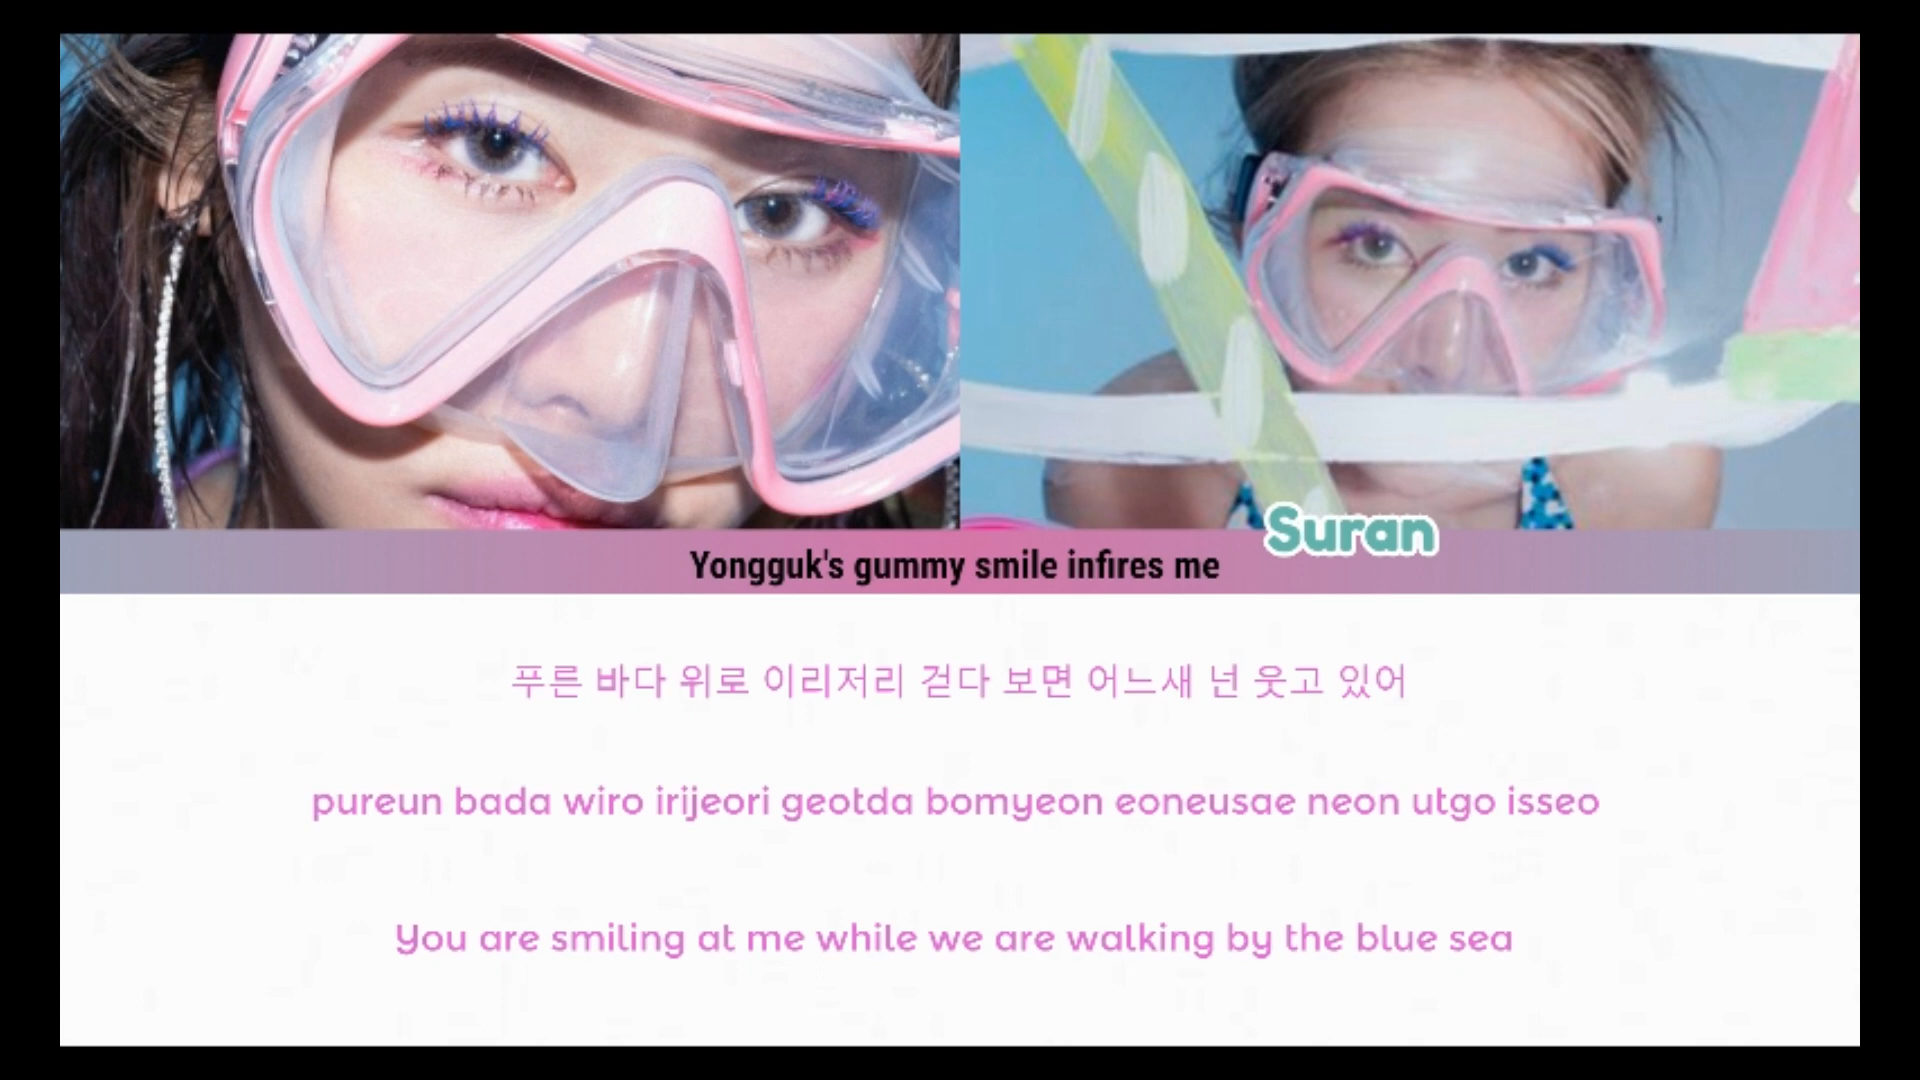 Suran
Yongguk's gummy smile infires me
푸른 바다 위로 이리저리 걷다 보면 어느새 넌 웃고 있어
pureun bada wiro irijeori geotda bomyeon eoneusae neon utgo isseo
You are smiling at me while we are walking by the blue sea